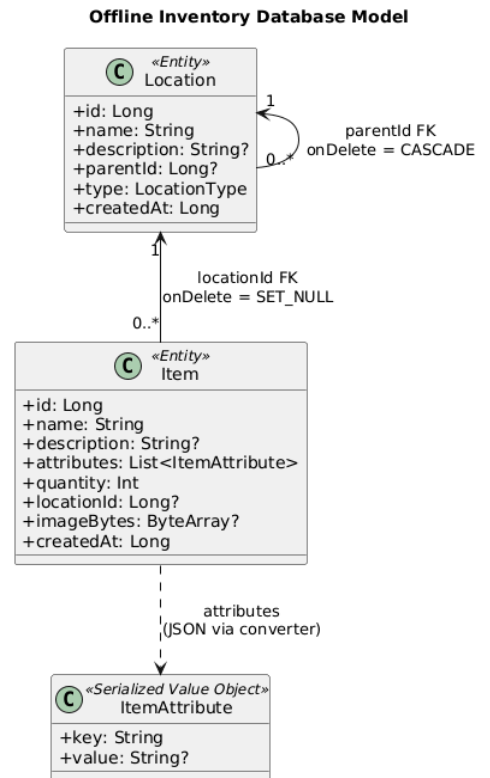 Offline Inventory Database Model
C
«Entity»
Location
+id: Long
+name: String
+description: String?
+parentId: Long?
+type: LocationType
+createdAt: Long
1
0..*
parentId FK
onDelete = CASCADE
1
locationId FK
onDelete = SET_NULL
0..*
C
«Entity»
Item
+id: Long
+name: String
+description: String?
+attributes: List<ItemAttribute>
+quantity: Int
+locationId: Long?
+imageBytes: ByteArray?
+createdAt: Long
attributes
(JSON via converter)
C
«Serialized Value Object»
ItemAttribute
+key: String
+value: String?